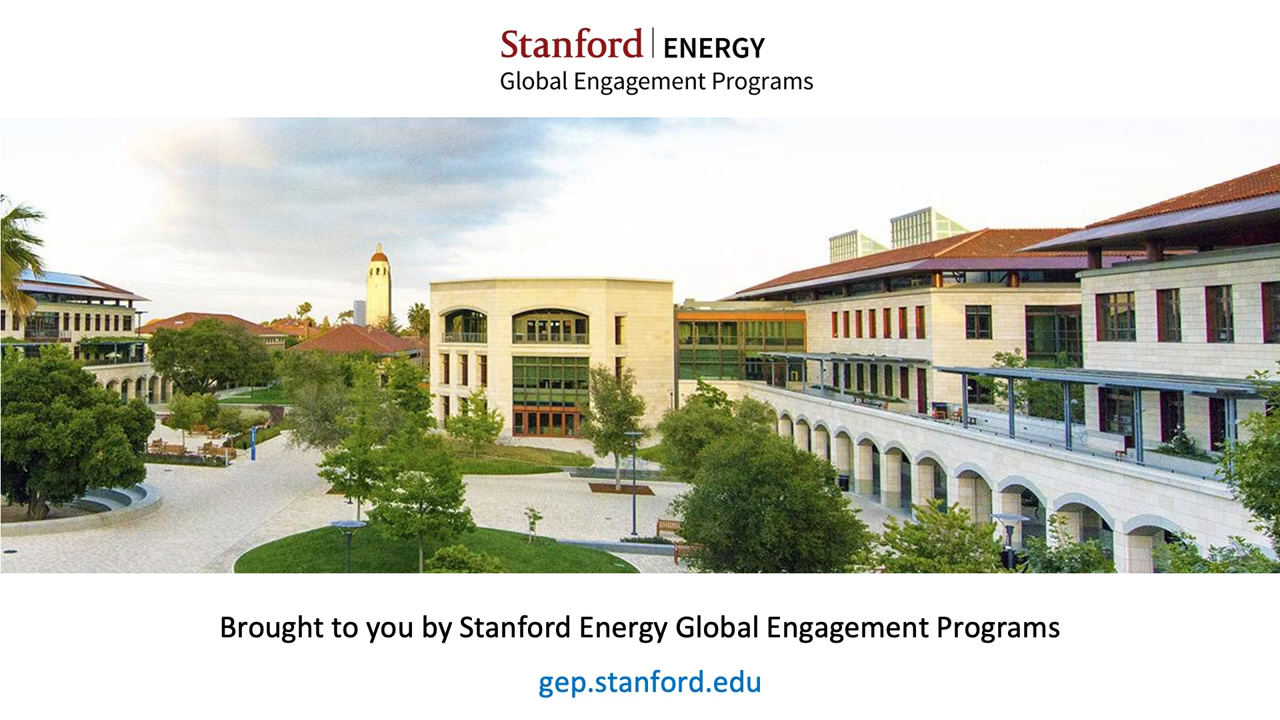 Stanford | ENERGY
Global Engagement Programs
Brought to you by Stanford Energy Global Engagement Programs
gep.stanford.edu